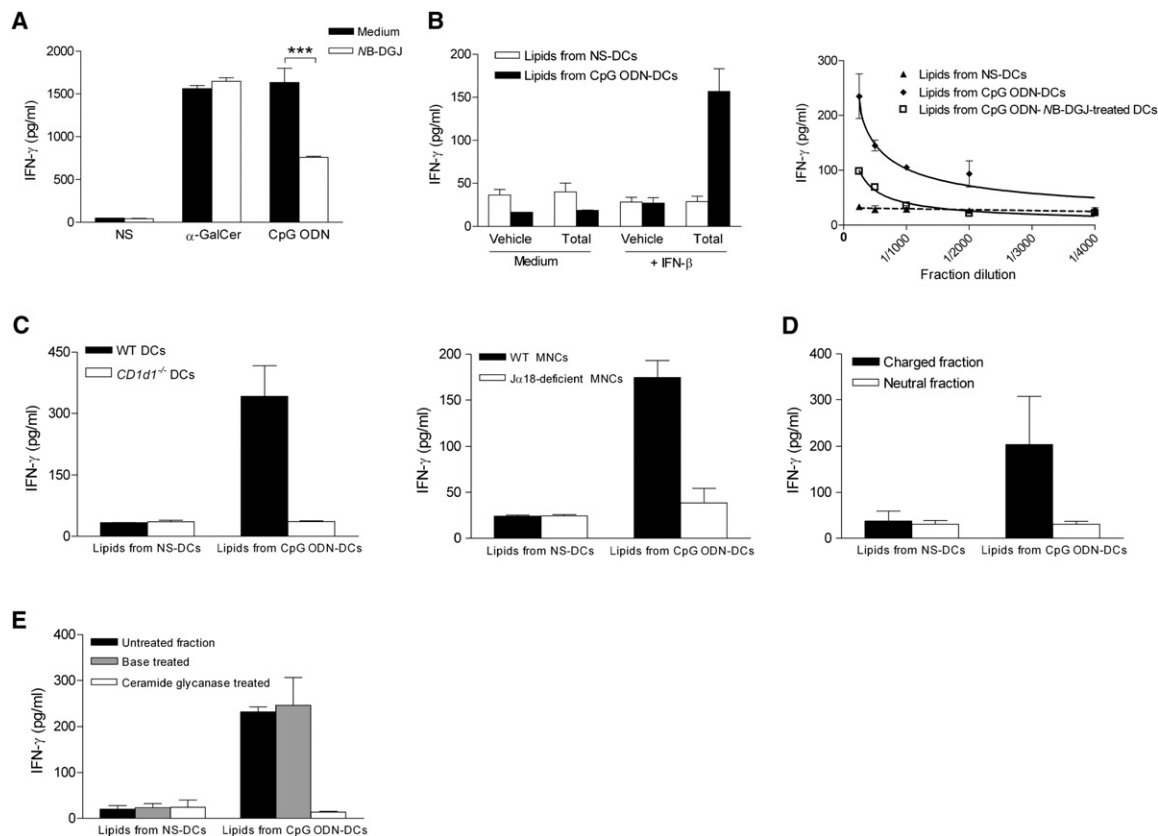 A
Medium
NB-DGJ
IFN-γ (pg/ml)
2000
1500
1000
500
0
***
NS
α-GalCer
CpG ODN
B
Lipids from NS-DCs
Lipids from CpG ODN-DCs
IFN-γ (pg/ml)
200
150
100
50
0
Vehicle
Total
Vehicle
Total
Medium
+ IFN-β
Lipids from NS-DCs
Lipids from CpG ODN-DCs
Lipids from CpG ODN-NB-DGJ-treated DCs
IFN-γ (pg/ml)
300
200
100
0
0
1/1000
1/2000
1/3000
1/4000
Fraction dilution
C
WT DCs
CD1d1-/- DCs
IFN-γ (pg/ml)
450
300
150
0
Lipids from NS-DCs
Lipids from CpG ODN-DCs
WT MNCs
Jα18-deficient MNCs
IFN-γ (pg/ml)
200
150
100
50
0
Lipids from NS-DCs
Lipids from CpG ODN-DCs
D
Charged fraction
Neutral fraction
IFN-γ (pg/ml)
400
300
200
100
0
Lipids from NS-DCs
Lipids from CpG ODN-DCs
E
Untreated fraction
Base treated
Ceramide glycanase treated
IFN-γ (pg/ml)
400
300
200
100
0
Lipids from NS-DCs
Lipids from CpG ODN-DCs